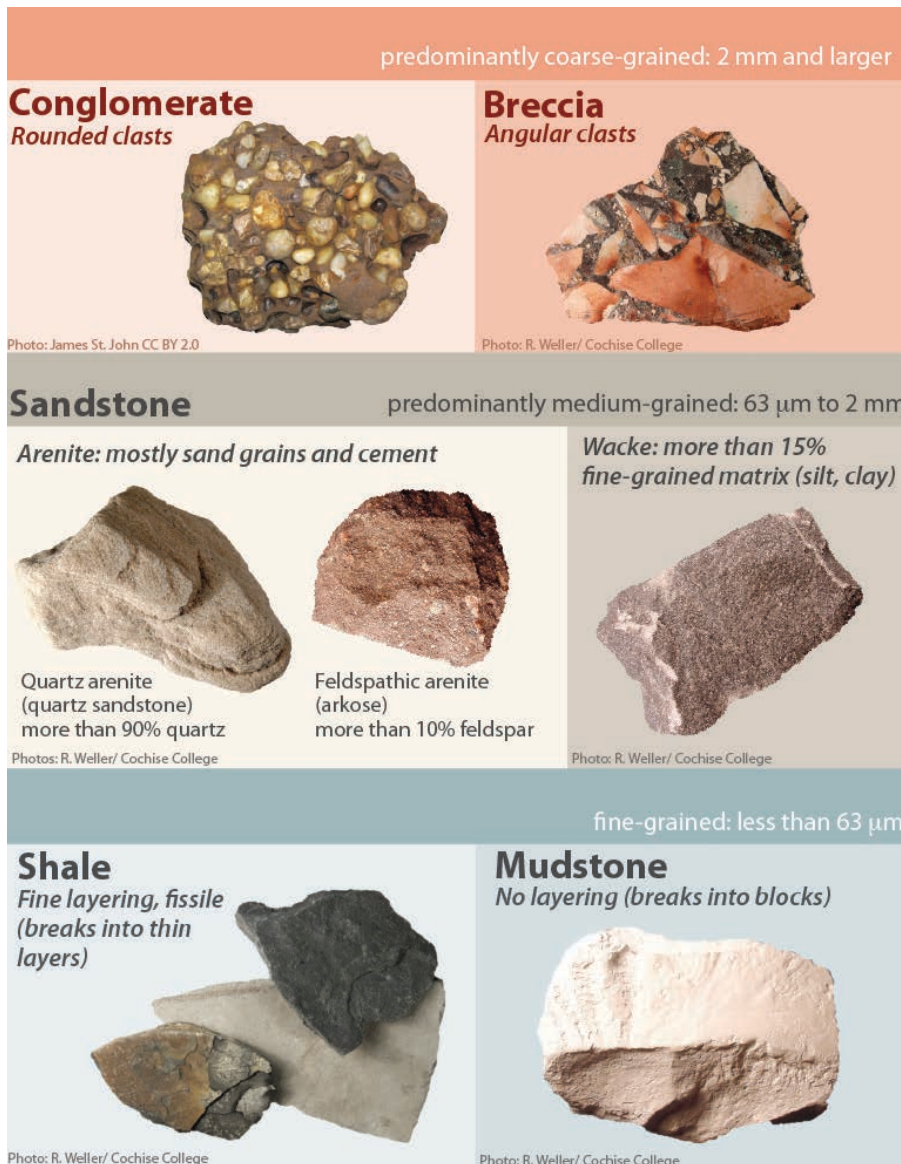 predominantly coarse-grained: 2 mm and larger
Conglomerate
Rounded clasts
Photo: James St. John CC BY 2.0
Breccia
Angular clasts
Photo: R. Weller/ Cochise College
Sandstone
predominantly medium-grained: 63 μm to 2 mm
Arenite: mostly sand grains and cement
Quartz arenite
(quartz sandstone)
more than 90% quartz
Feldspathic arenite
(arkose)
more than 10% feldspar
Photos: R. Weller/ Cochise College
Wacke: more than 15%
fine-grained matrix (silt, clay)
Photo: R. Weller/ Cochise College
fine-grained: less than 63 μm
Shale
Fine layering, fissile
(breaks into thin
layers)
Photo: R. Weller/ Cochise College
Mudstone
No layering (breaks into blocks)
Photo: R. Weller/ Cochise College